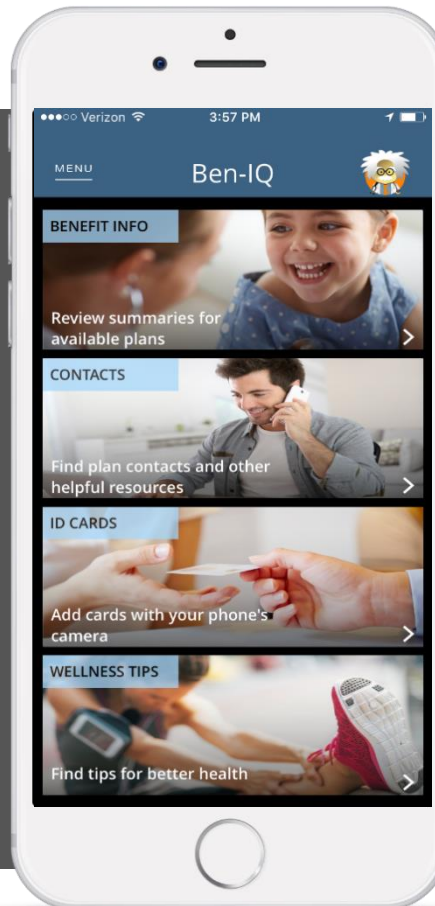 Verizon 3:57 PM
MENU
Ben-IQ
BENEFIT INFO
Review summaries for
available plans
CONTACTS
Find plan contacts and other
helpful resources
ID CARDS
Add cards with your phone's
camera
WELLNESS TIPS
Find tips for better health